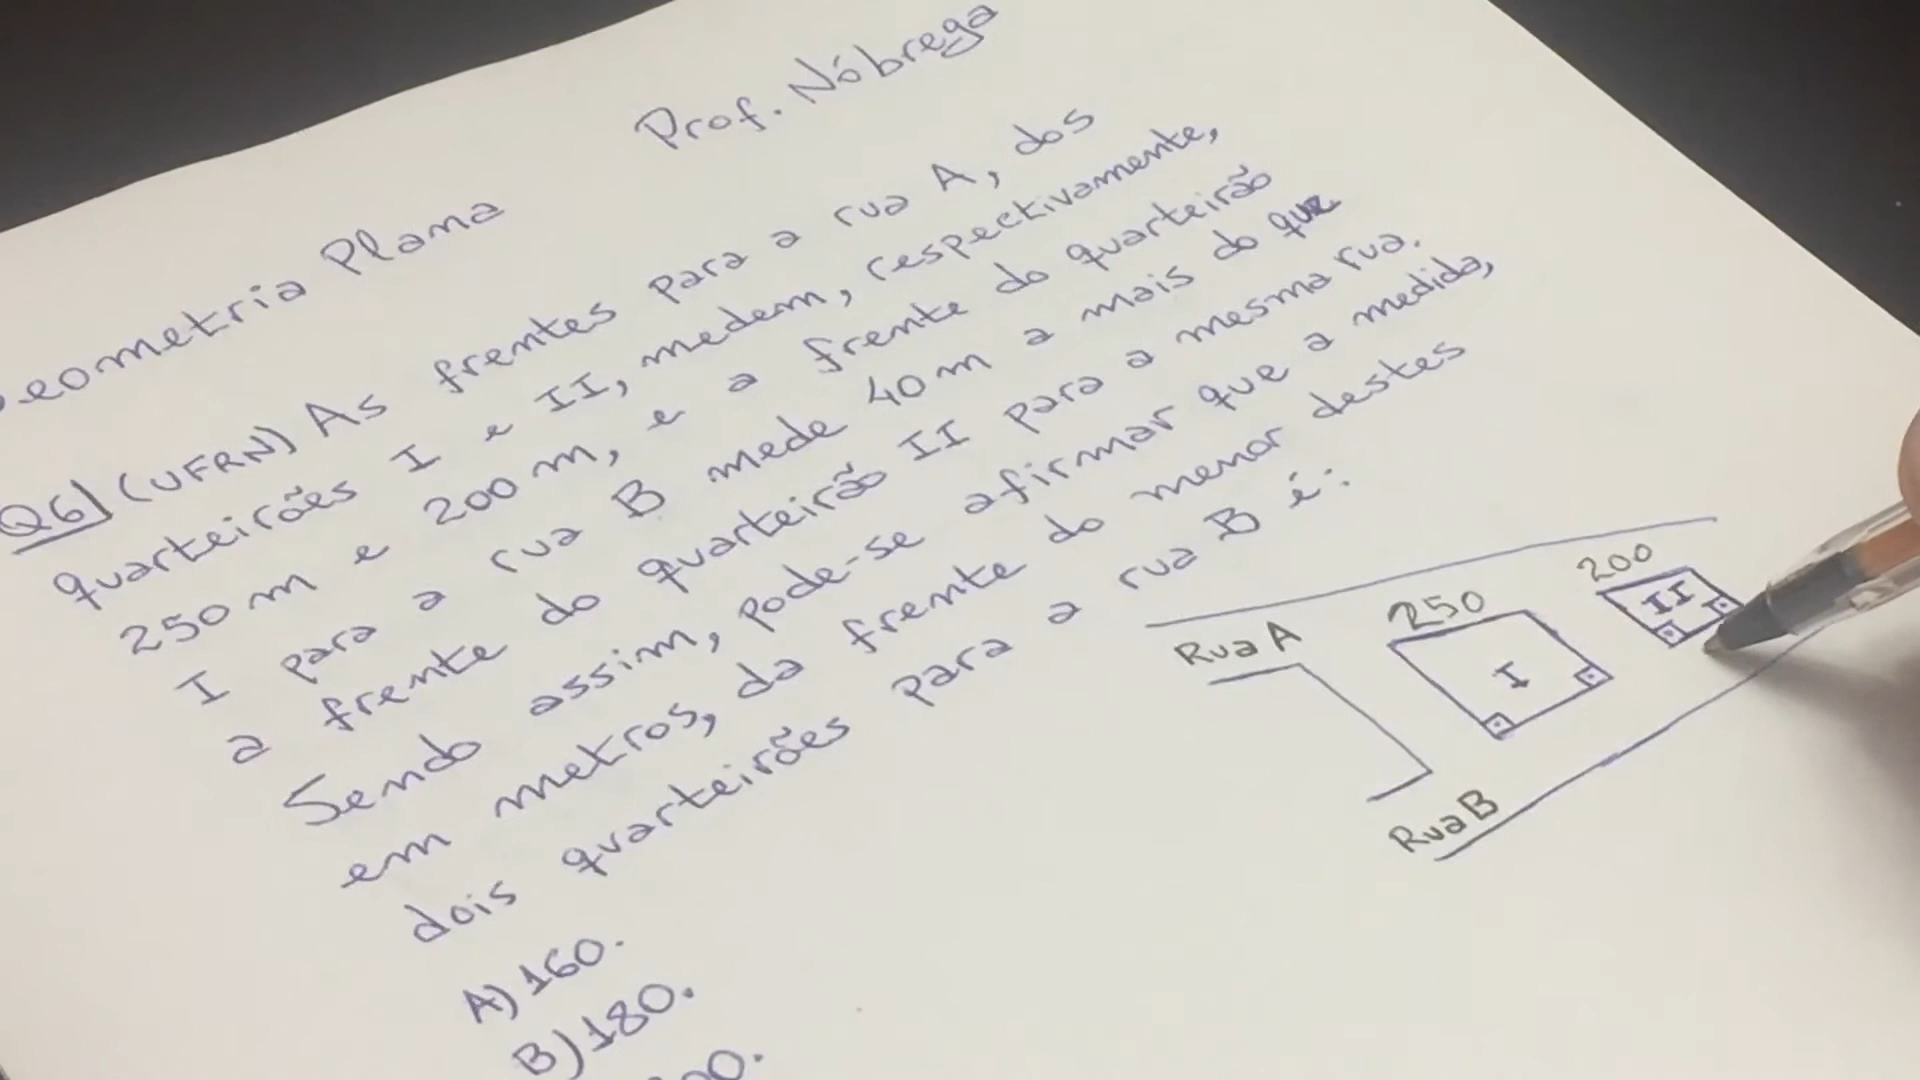 Prof. Nóbrega
eometria Plana
Q6) (UFRN) As frentes para a rua A, dos
quarteirões I e II, medem, respectivamente,
250 m e 200 m, e a frente do quarteirão
I para a rua B mede 40 m a mais do que
a frente do quarteirão II para a mesma rua.
Sendo assim, pode-se afirmar que a medida,
em metros, da frente do menor destes
dois quarteirões para a rua B é:
A) 160.
B) 180.
00.
Rua A
250
200
I
II
Rua B